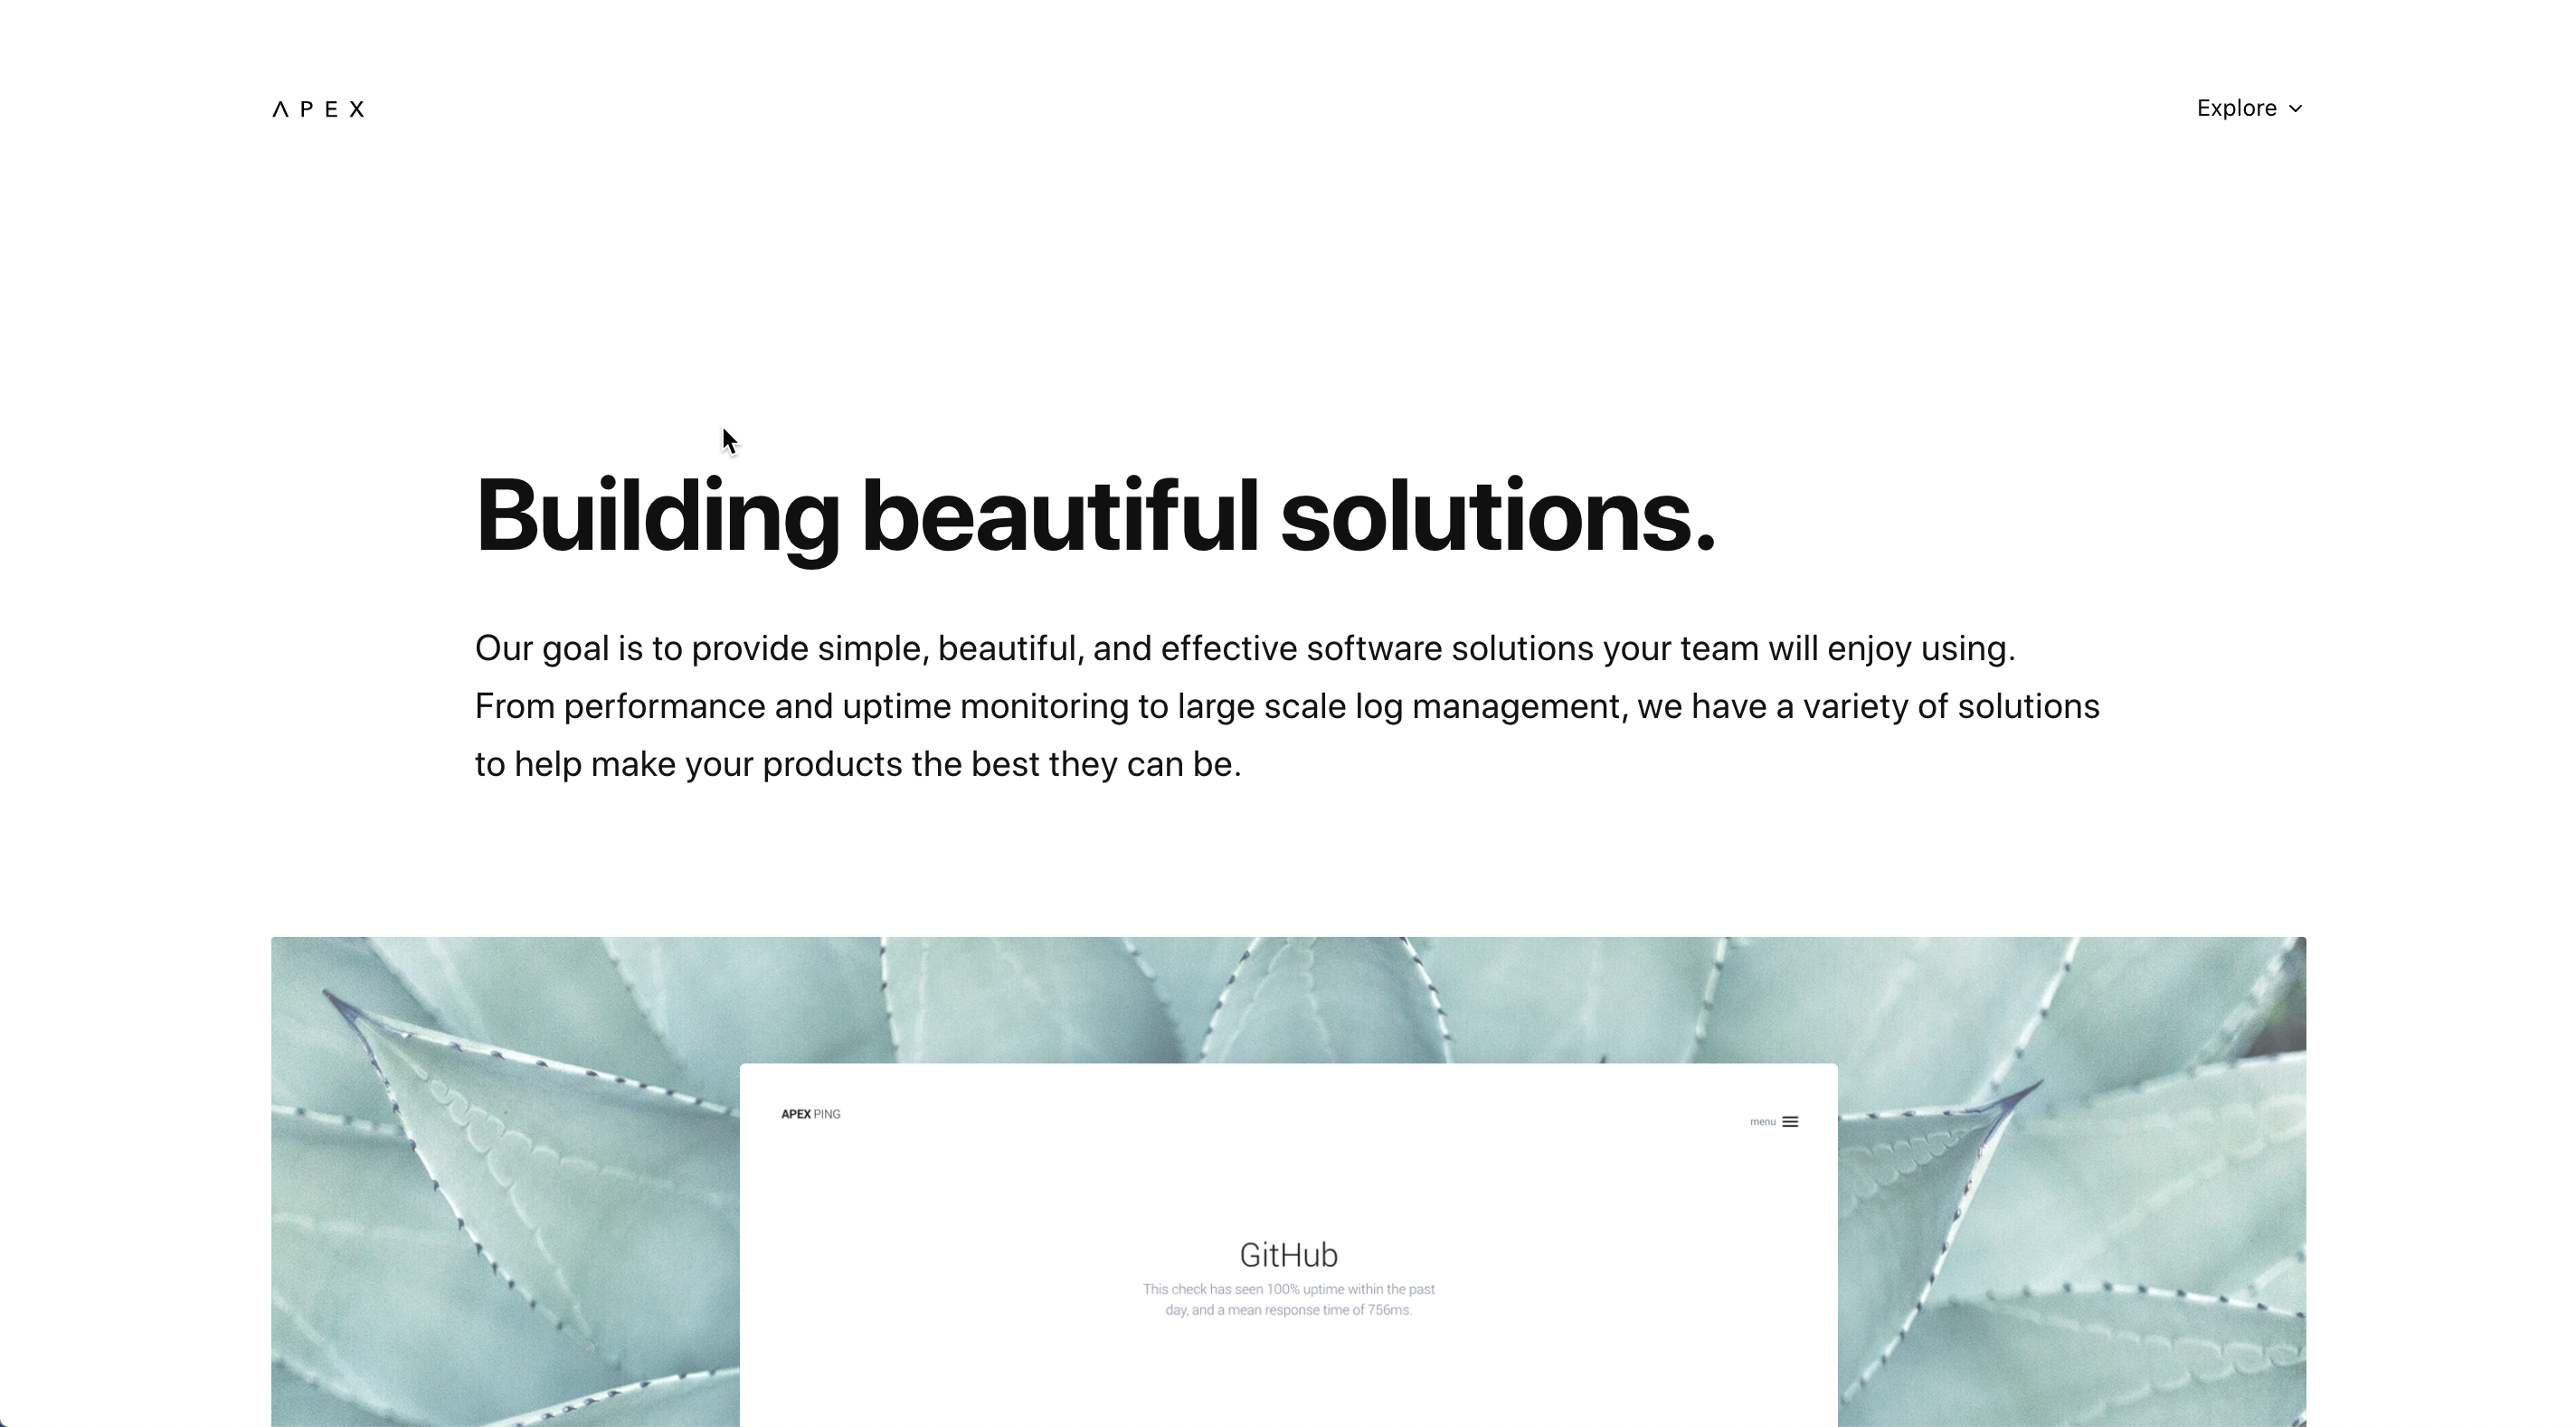 APEX
Explore
Building beautiful solutions.
Our goal is to provide simple, beautiful, and effective software solutions your team will enjoy using.
From performance and uptime monitoring to large scale log management, we have a variety of solutions
to help make your products the best they can be.
APEX PING
menu
GitHub
This check has seen 100% uptime within the past
day, and a mean response time of 756ms.